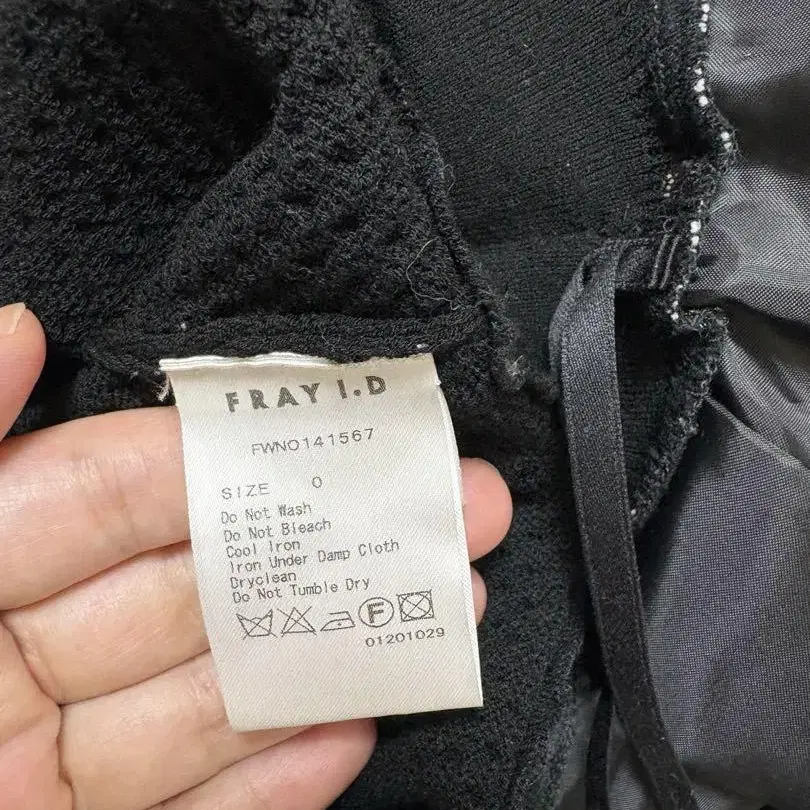 FRAY I.D
FWNO141567
SIZE 0
Do Not Wash
Do Not Bleach
Cool Iron
Iron Under Damp Cloth
Dryclean
Do Not Tumble Dry
F
01201029